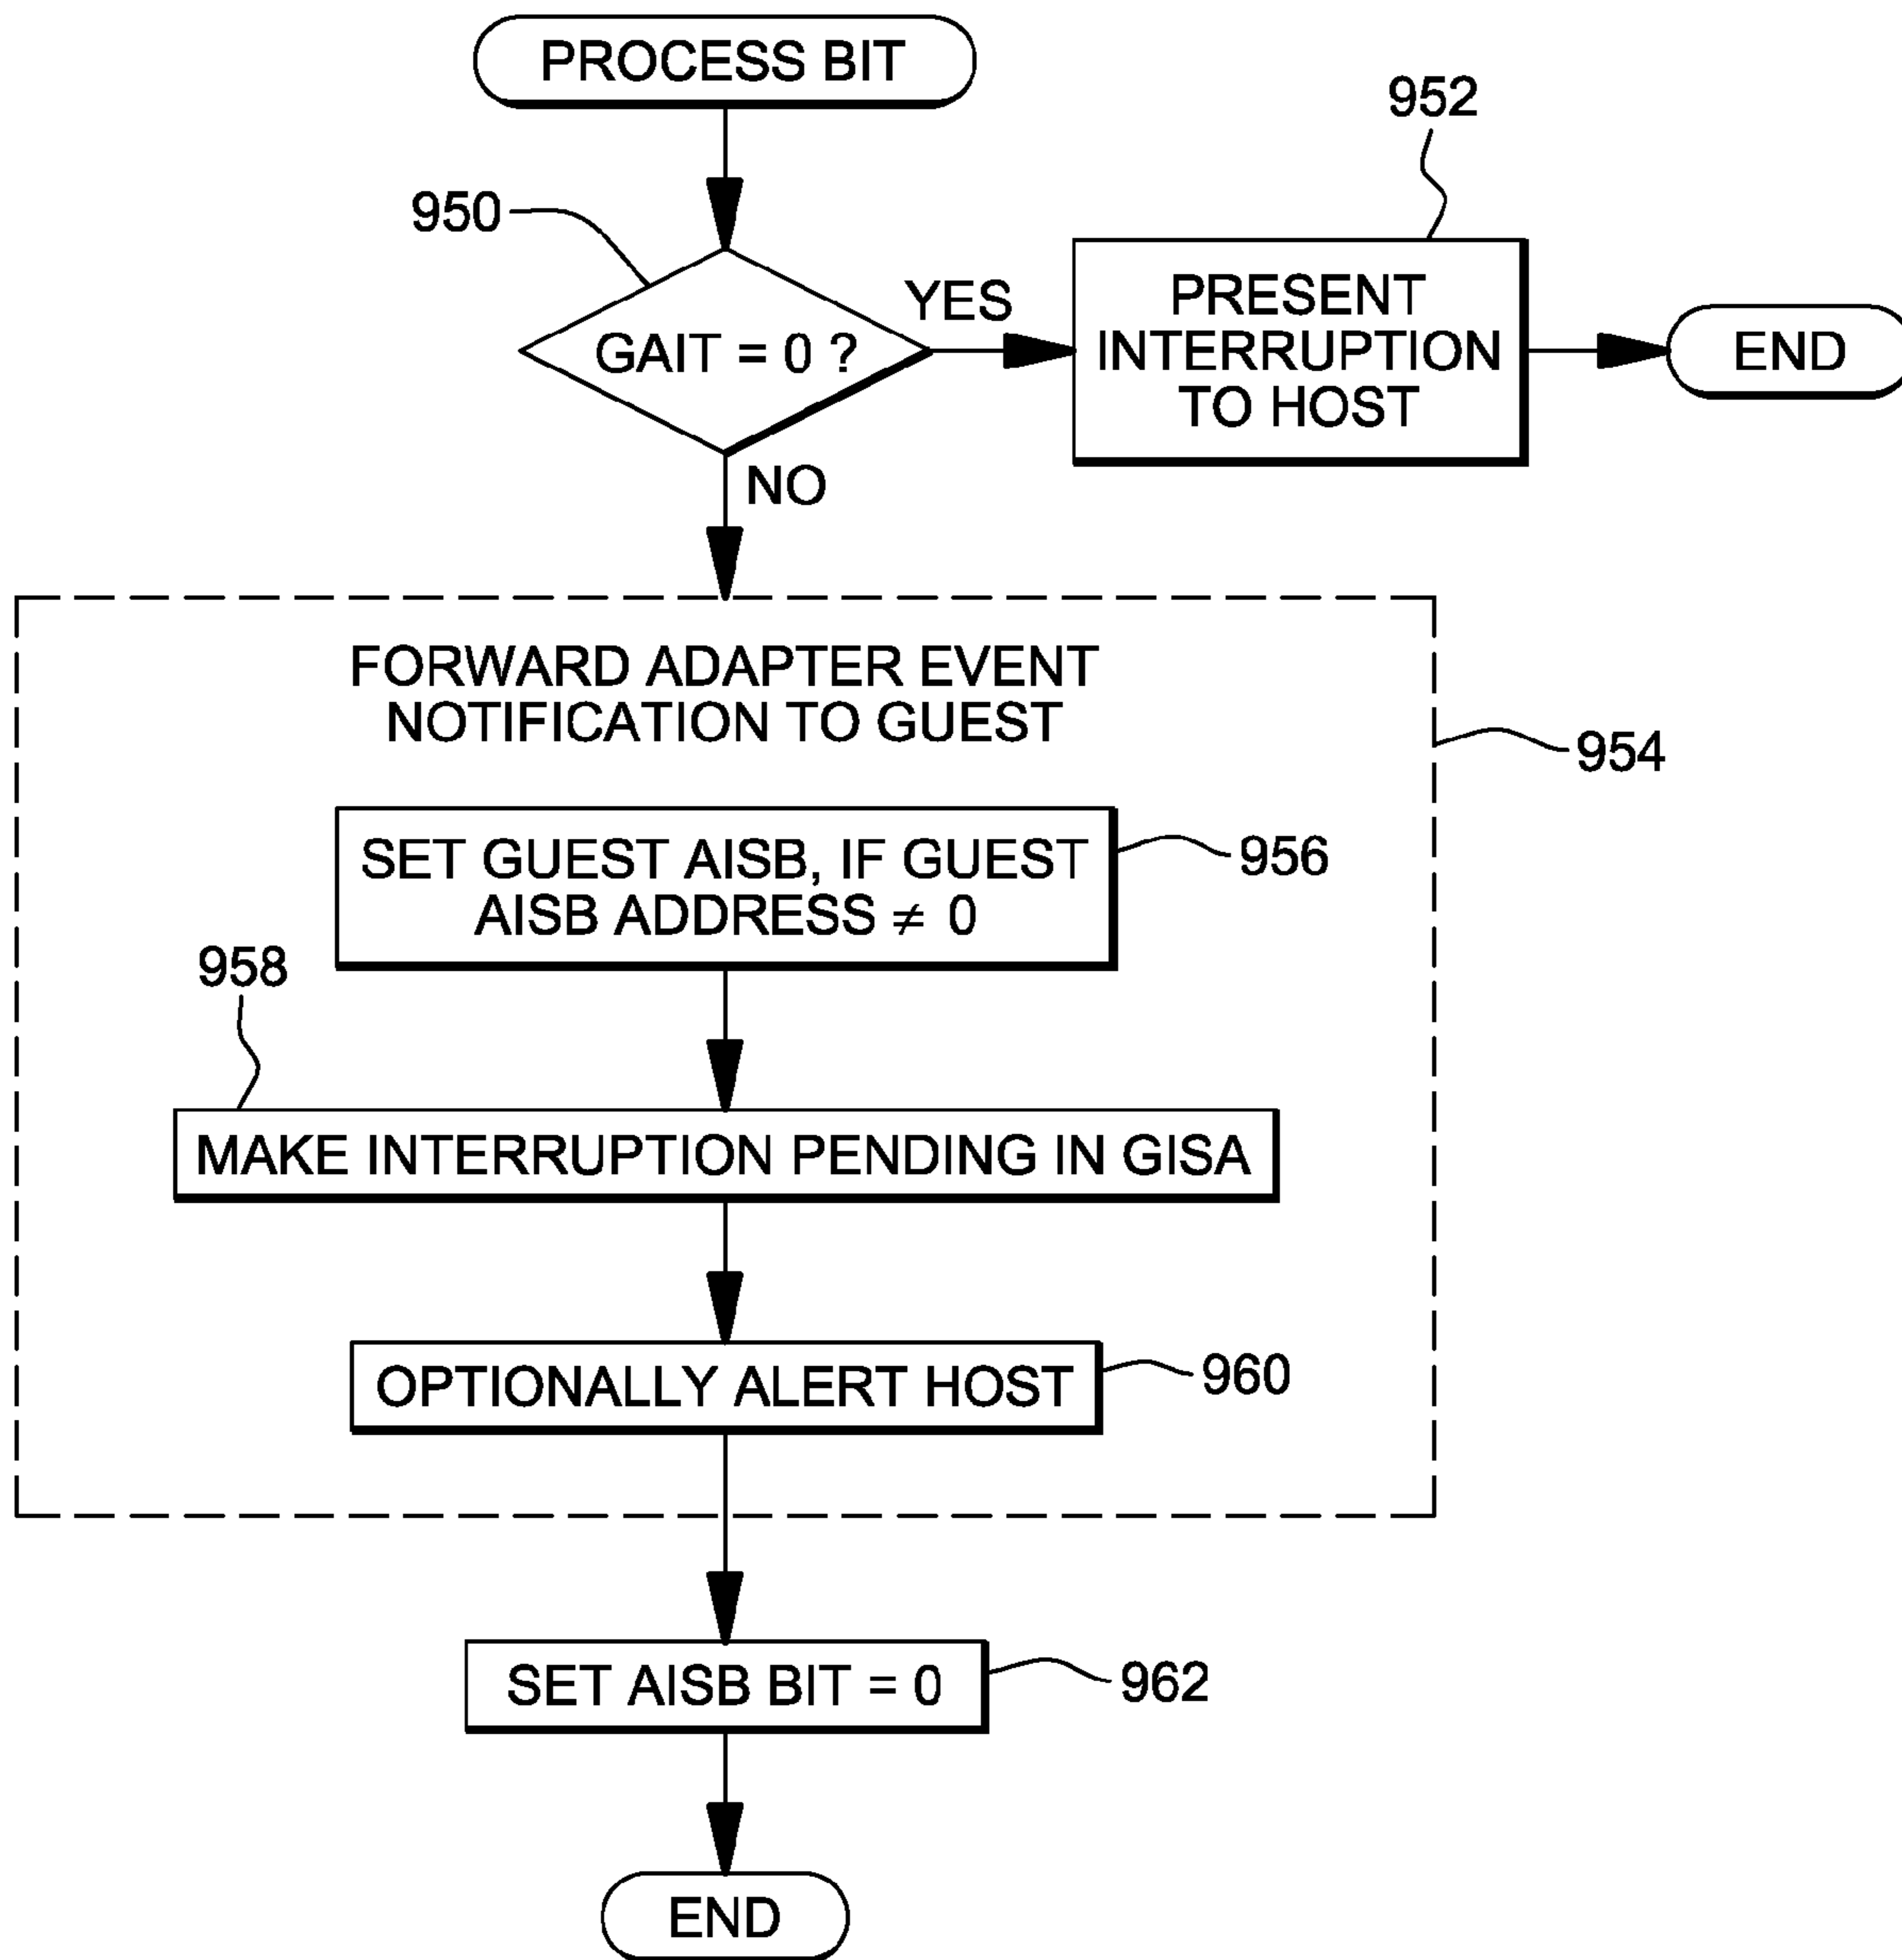 PROCESS BIT
952
950
YES
GAIT = 0 ?
PRESENT
INTERRUPTION
TO HOST
END
NO
FORWARD ADAPTER EVENT
NOTIFICATION TO GUEST
954
SET GUEST AISB, IF GUEST
AISB ADDRESS ≠ 0
956
958
MAKE INTERRUPTION PENDING IN GISA
OPTIONALLY ALERT HOST
960
SET AISB BIT = 0
962
END